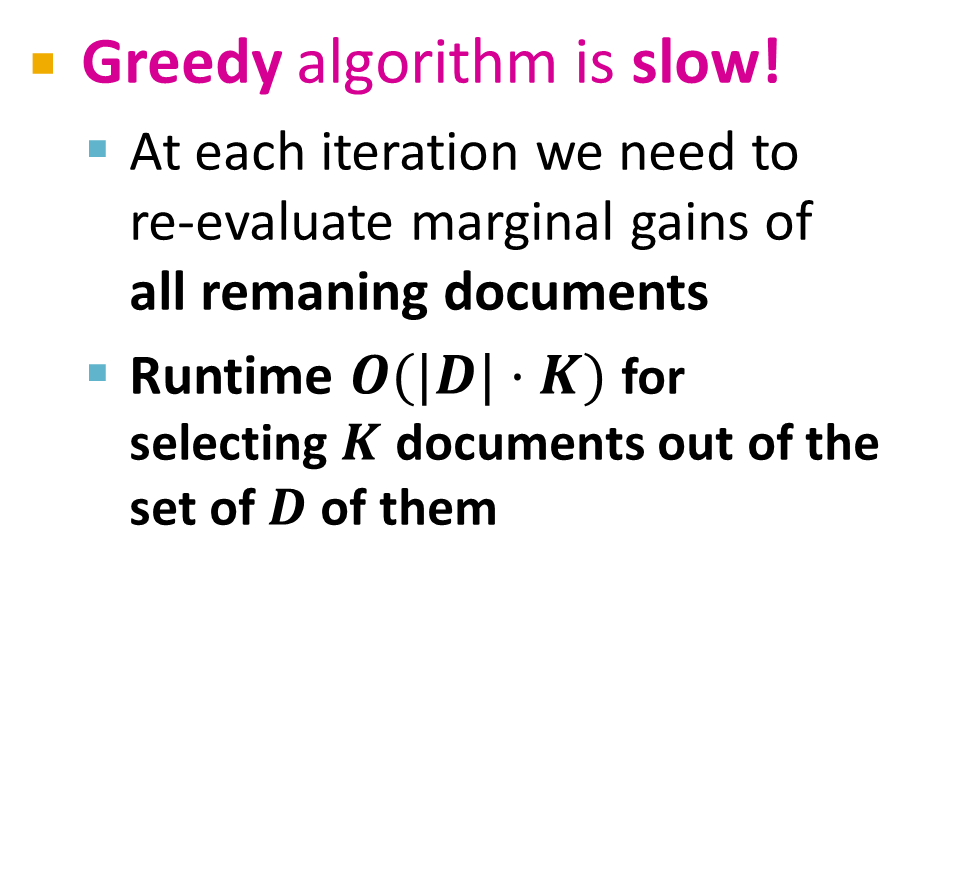 Greedy algorithm is slow!
At each iteration we need to
re-evaluate marginal gains of
all remaning documents
Runtime O(|D| · K) for
selecting K documents out of the
set of D of them